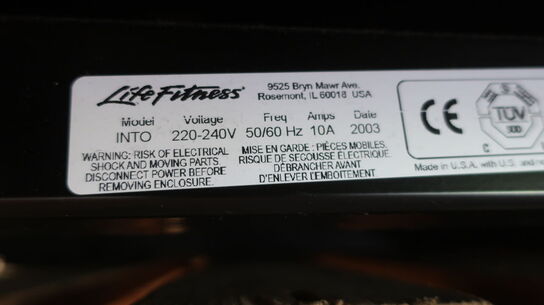 Life Fitness
9525 Bryn Mawr Ave.
Rosemont, IL 60018 USA
Model Voltage Freq Amps Date
INTO 220-240V 50/60 Hz 10A 2003
WARNING: RISK OF ELECTRICAL
SHOCK AND MOVING PARTS.
DISCONNECT POWER BEFORE
REMOVING ENCLOSURE.
MISE EN GARDE : PIÈCES MOBILES.
RISQUE DE SECOUSSE ÉLECTRIQUE
DÉBRANCHER AVANT
D'ENLEVER L'EMBOITEMENT
CE
TÜV
C
Made in U.S.A. with U.S.